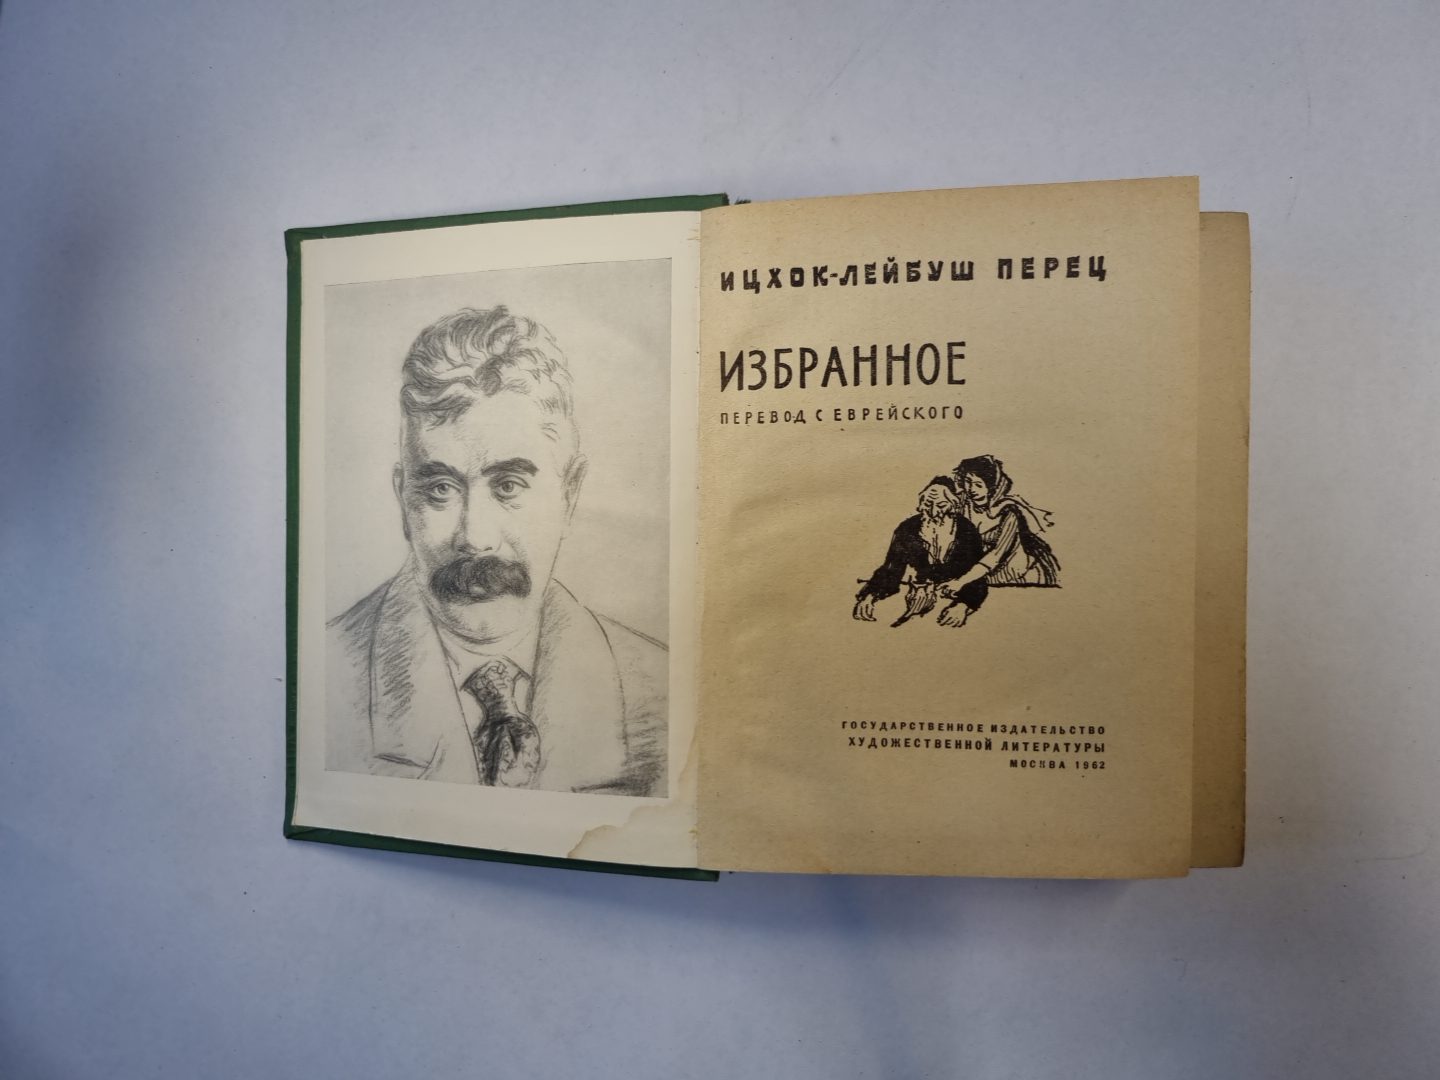 ИЦХОК-ЛЕЙБУШ ПЕРЕЦ
ИЗБРАННОЕ
ПЕРЕВОД С ЕВРЕЙСКОГО
ГОСУДАРСТВЕННОЕ ИЗДАТЕЛЬСТВО
ХУДОЖЕСТВЕННОЙ ЛИТЕРАТУРЫ
МОСКВА 1962